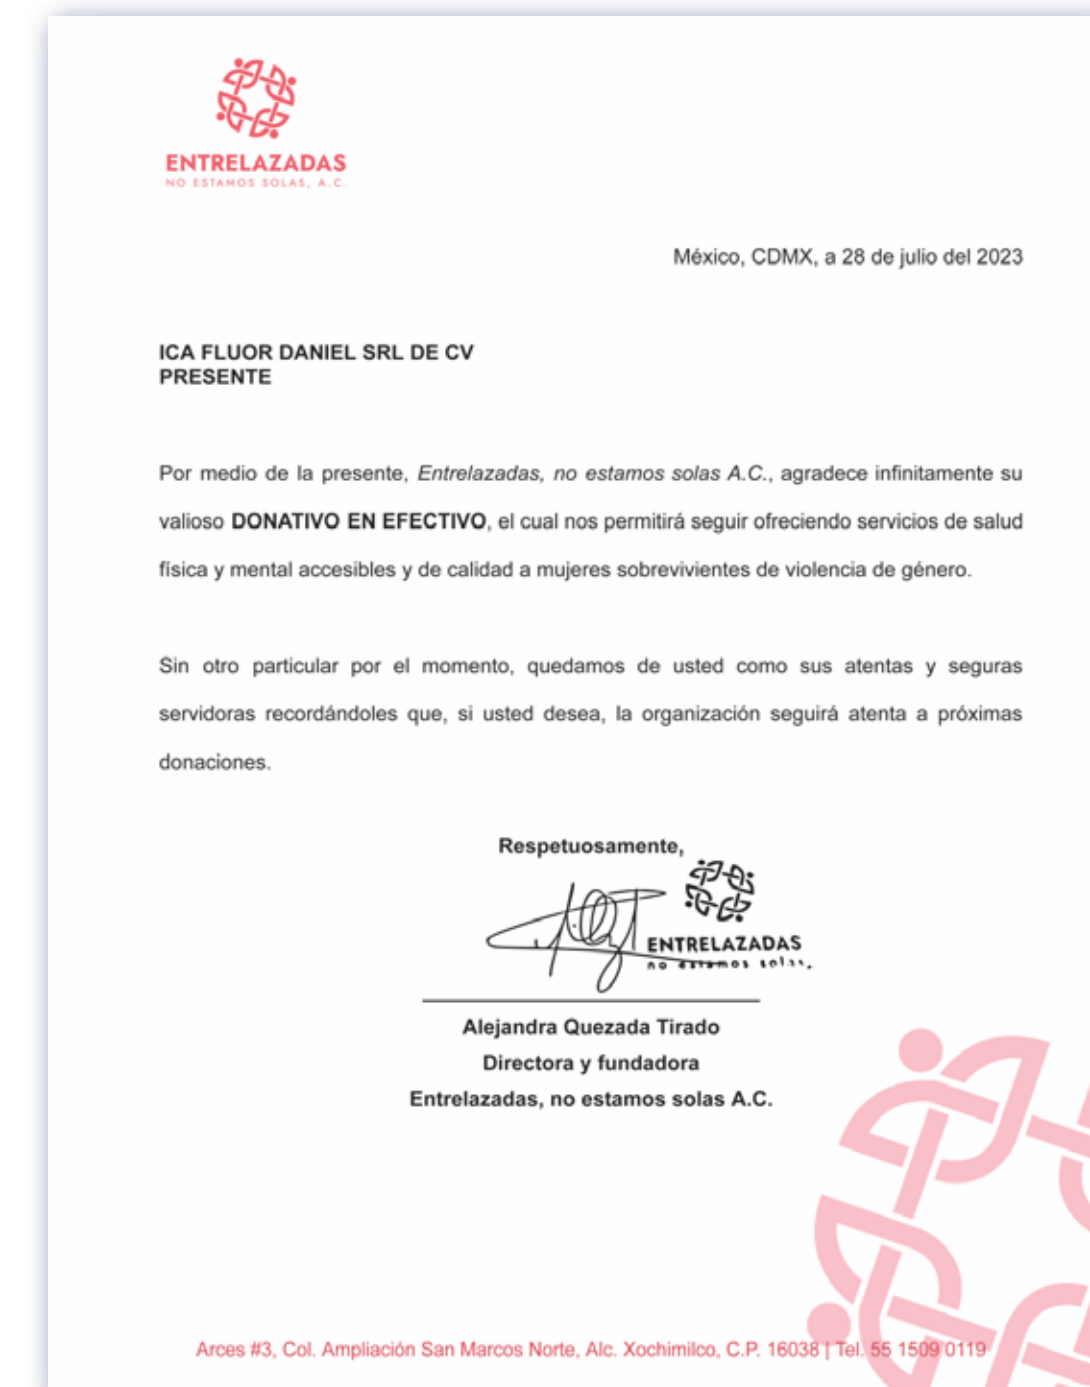 ENTRELAZADAS
NO ESTAMOS SOLAS, A.C.
México, CDMX, a 28 de julio del 2023
ICA FLUOR DANIEL SRL DE CV
PRESENTE
Por medio de la presente, Entrelazadas, no estamos solas A.C., agradece infinitamente su
valioso DONATIVO EN EFECTIVO, el cual nos permitirá seguir ofreciendo servicios de salud
física y mental accesibles y de calidad a mujeres sobrevivientes de violencia de género.
Sin otro particular por el momento, quedamos de usted como sus atentas y seguras
servidoras recordándoles que, si usted desea, la organización seguirá atenta a próximas
donaciones.
Respetuosamente,
ENTRELAZADAS
no estamos solas.
Alejandra Quezada Tirado
Directora y fundadora
Entrelazadas, no estamos solas A.C.
Arces #3, Col. Ampliación San Marcos Norte, Alc. Xochimilco, C.P. 16038 | Tel. 55 1509 0119